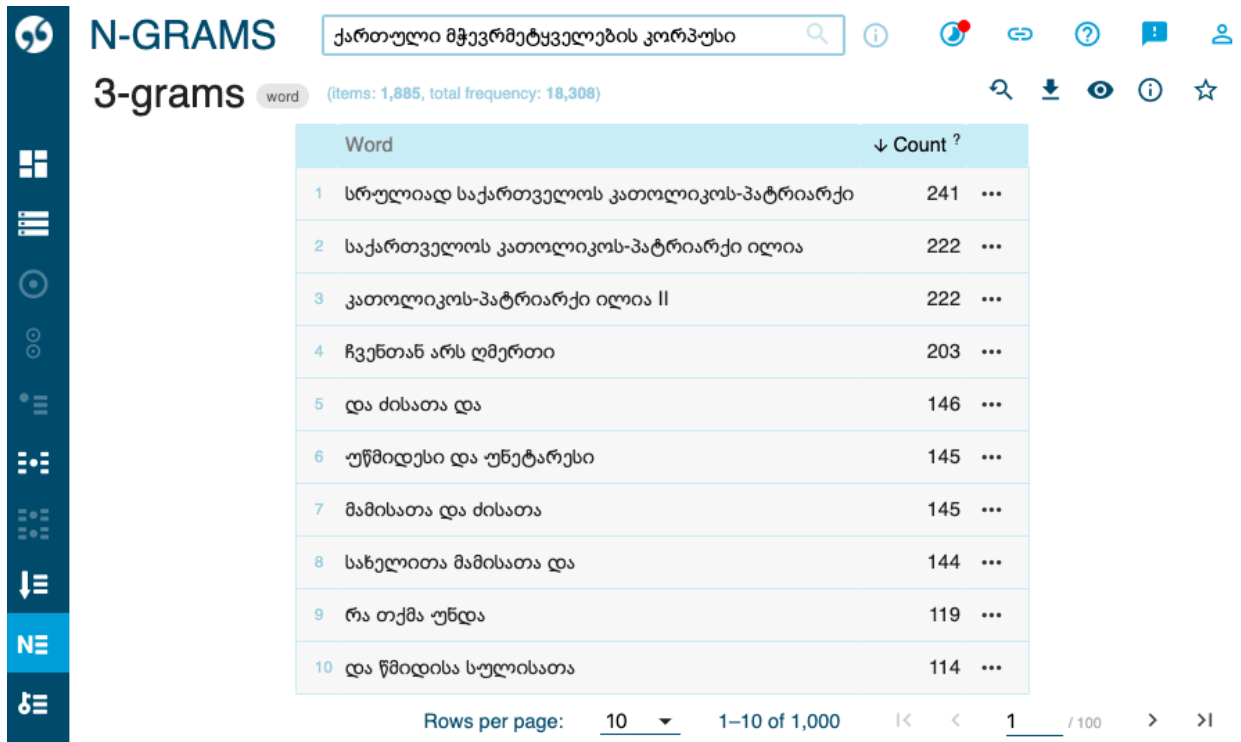 N-GRAMS
ქართული მჭევრმეტყველების კორპუსი
3-grams word (items: 1,885, total frequency: 18,308)
Word Count ?
1 სრულიად საქართველოს კათოლიკოს-პატრიარქი 241
2 საქართველოს კათოლიკოს-პატრიარქი ილია 222
3 კათოლიკოს-პატრიარქი ილია II 222
4 ჩვენთან არს ღმერთი 203
5 და ძისათა და 146
6 უწმიდესი და უნეტარესი 145
7 მამისათა და ძისათა 145
8 სახელითა მამისათა და 144
9 რა თქმა უნდა 119
10 და წმიდისა სულისათა 114
Rows per page: 10 1–10 of 1,000 1 / 100